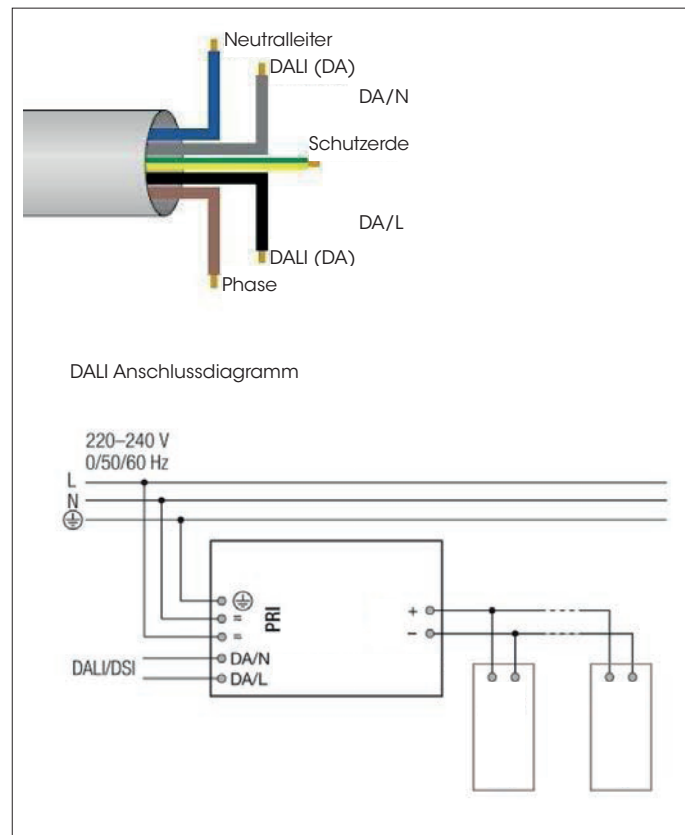 Neutralleiter
DALI (DA)
DA/N
Schutzerde
DA/L
DALI (DA)
Phase
DALI Anschlussdiagramm
220–240 V
0/50/60 Hz
L
N
PRI
=
=
DA/N
DA/L
DALI/DSI
+
–